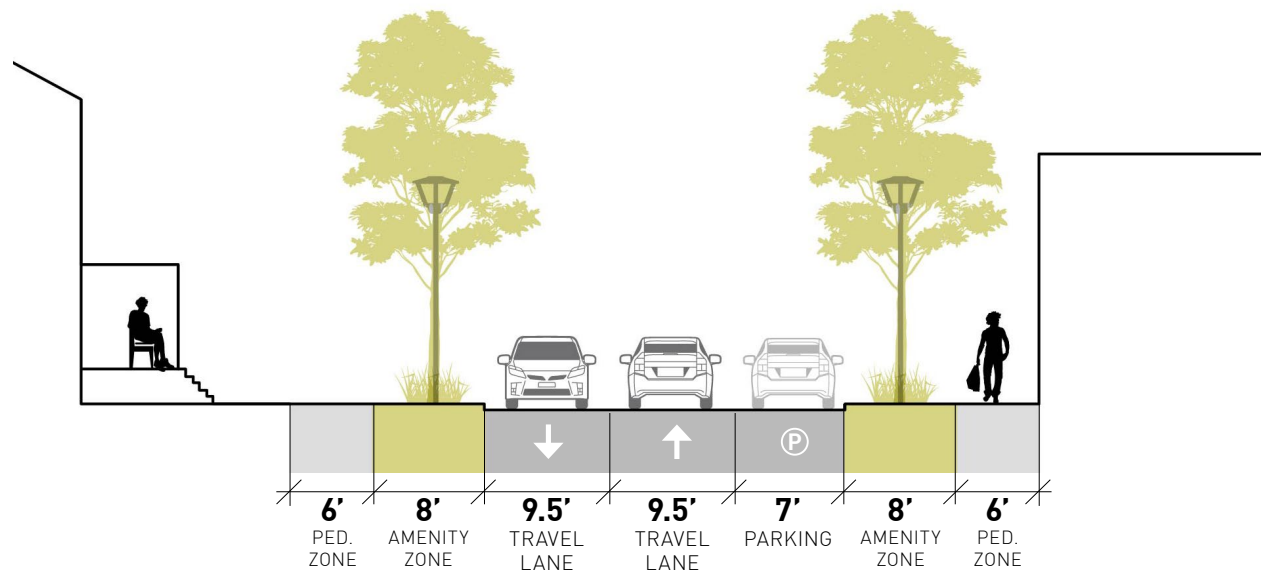 P
6’
PED.
ZONE
8’
AMENITY
ZONE
9.5’
TRAVEL
LANE
9.5’
TRAVEL
LANE
7’
PARKING
8’
AMENITY
ZONE
6’
PED.
ZONE